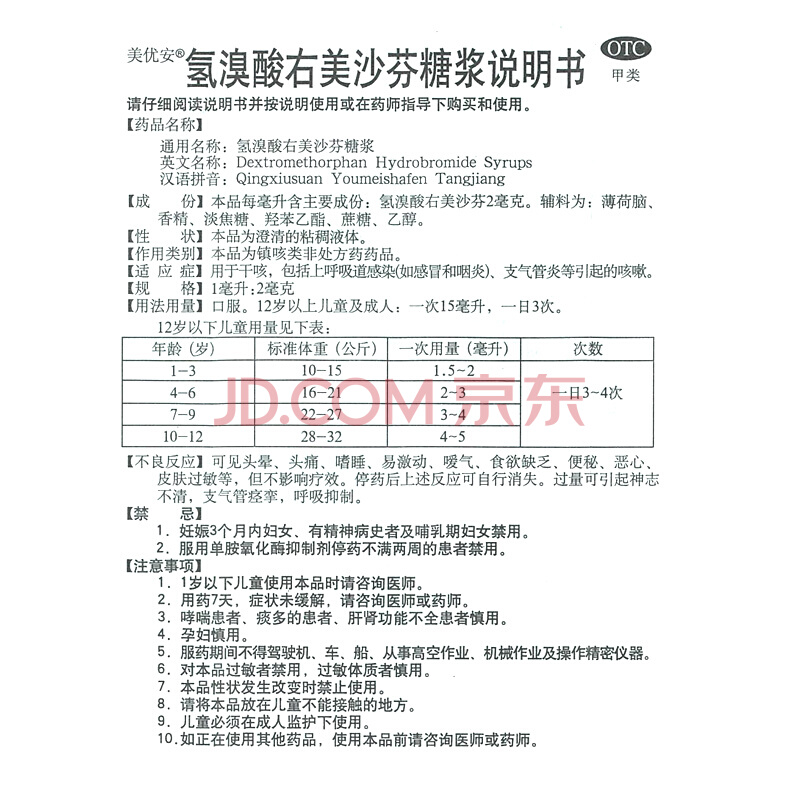 美优安®氢溴酸右美沙芬糖浆说明书 OTC
甲类
请仔细阅读说明书并按说明使用或在药师指导下购买和使用。
【药品名称】
通用名称：氢溴酸右美沙芬糖浆
英文名称：Dextromethorphan Hydrobromide Syrups
汉语拼音：Qingxiusuan Youmeishafen Tangjiang
【成 份】本品每毫升含主要成份：氢溴酸右美沙芬2毫克。辅料为：薄荷脑、
香精、淡焦糖、羟苯乙酯、蔗糖、乙醇。
【性 状】本品为澄清的粘稠液体。
【作用类别】本品为镇咳类非处方药药品。
【适 应 症】用于干咳，包括上呼吸道感染(如感冒和咽炎)、支气管炎等引起的咳嗽。
【规 格】1毫升:2毫克
【用法用量】口服。12岁以上儿童及成人：一次15毫升，一日3次。
12岁以下儿童用量见下表：
年龄（岁） 标准体重（公斤） 一次用量（毫升） 次数
1－3 10－15 1.5~2
4－6 16－21 2~3 一日3~4次
7－9 22－27 3~4
10－12 28－32 4~5
JD.COM 京东
【不良反应】可见头晕、头痛、嗜睡、易激动、嗳气、食欲缺乏、便秘、恶心、
皮肤过敏等，但不影响疗效。停药后上述反应可自行消失。过量可引起神志
不清，支气管痉挛，呼吸抑制。
【禁 忌】
1．妊娠3个月内妇女、有精神病史者及哺乳期妇女禁用。
2．服用单胺氧化酶抑制剂停药不满两周的患者禁用。
【注意事项】
1．1岁以下儿童使用本品时请咨询医师。
2．用药7天，症状未缓解，请咨询医师或药师。
3．哮喘患者、痰多的患者、肝肾功能不全患者慎用。
4．孕妇慎用。
5．服药期间不得驾驶机、车、船、从事高空作业、机械作业及操作精密仪器。
6．对本品过敏者禁用，过敏体质者慎用。
7．本品性状发生改变时禁止使用。
8．请将本品放在儿童不能接触的地方。
9．儿童必须在成人监护下使用。
10.如正在使用其他药品，使用本品前请咨询医师或药师。